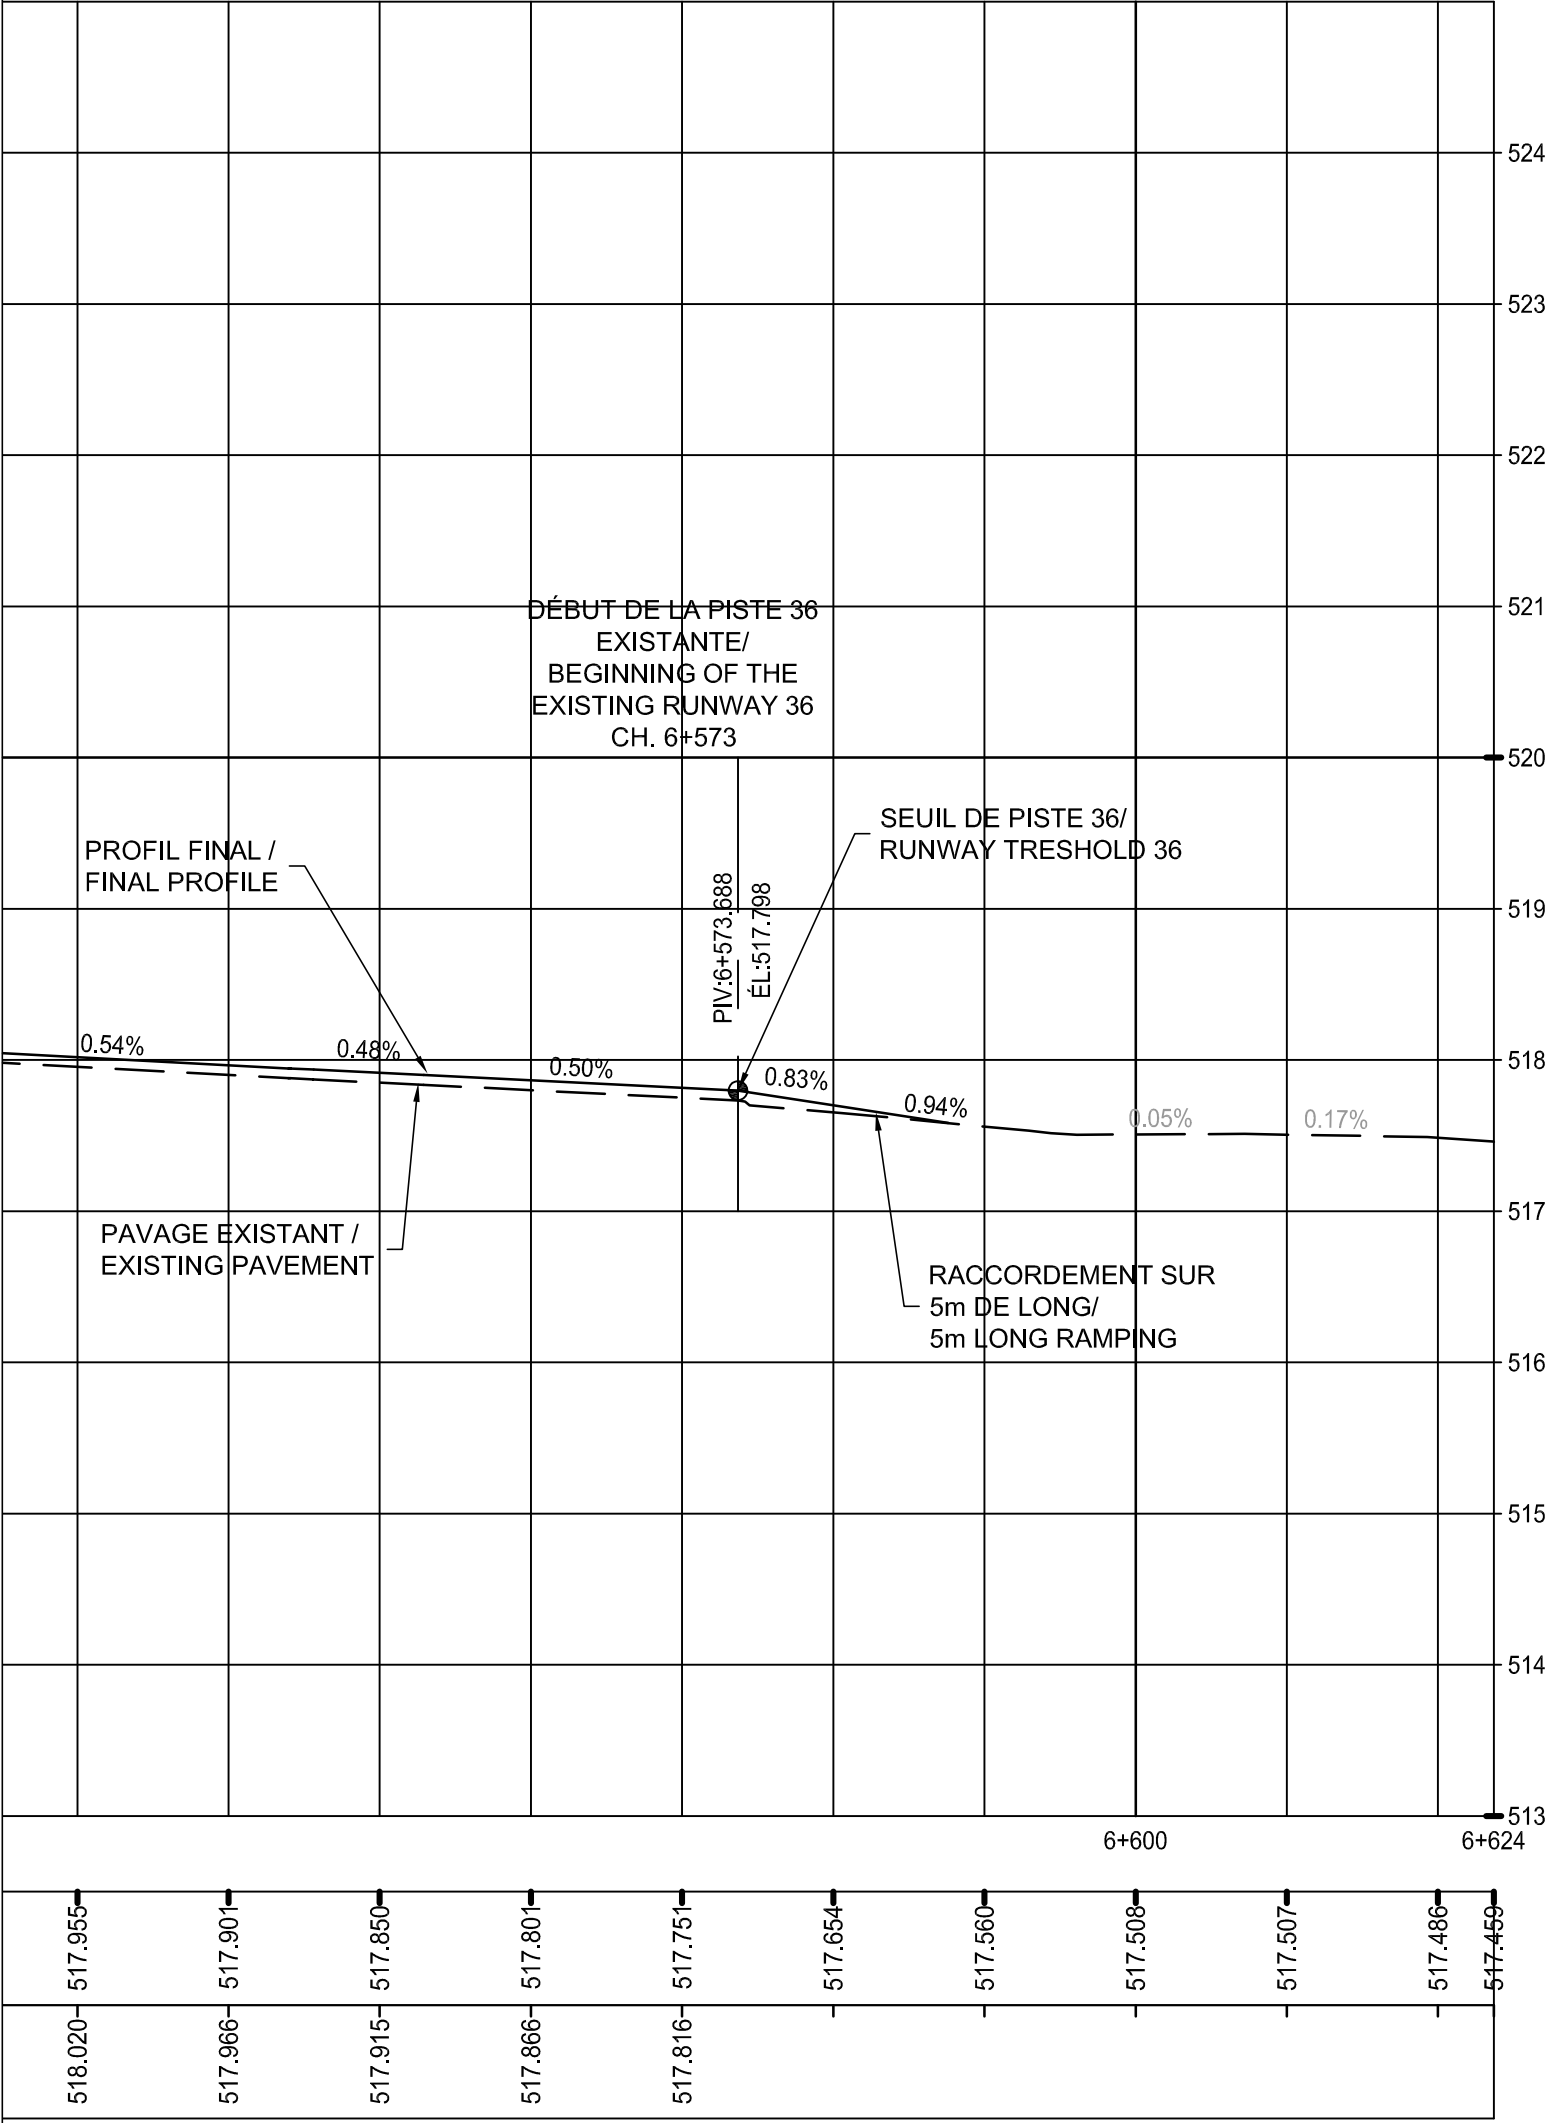 524
523
522
521
DÉBUT DE LA PISTE 36
EXISTANTE/
BEGINNING OF THE
EXISTING RUNWAY 36
CH. 6+573
520
SEUIL DE PISTE 36/
RUNWAY TRESHOLD 36
PROFIL FINAL /
FINAL PROFILE
PIV:6+573.688
ÉL:517.798
519
0.54%
0.48%
0.50%
0.83%
0.94%
0.05%
0.17%
518
517
PAVAGE EXISTANT /
EXISTING PAVEMENT
RACCORDEMENT SUR
5m DE LONG/
5m LONG RAMPING
516
515
514
513
6+600
6+624
517.955
517.901
517.850
517.801
517.751
517.654
517.560
517.508
517.507
517.486
517.459
518.020
517.966
517.915
517.866
517.816